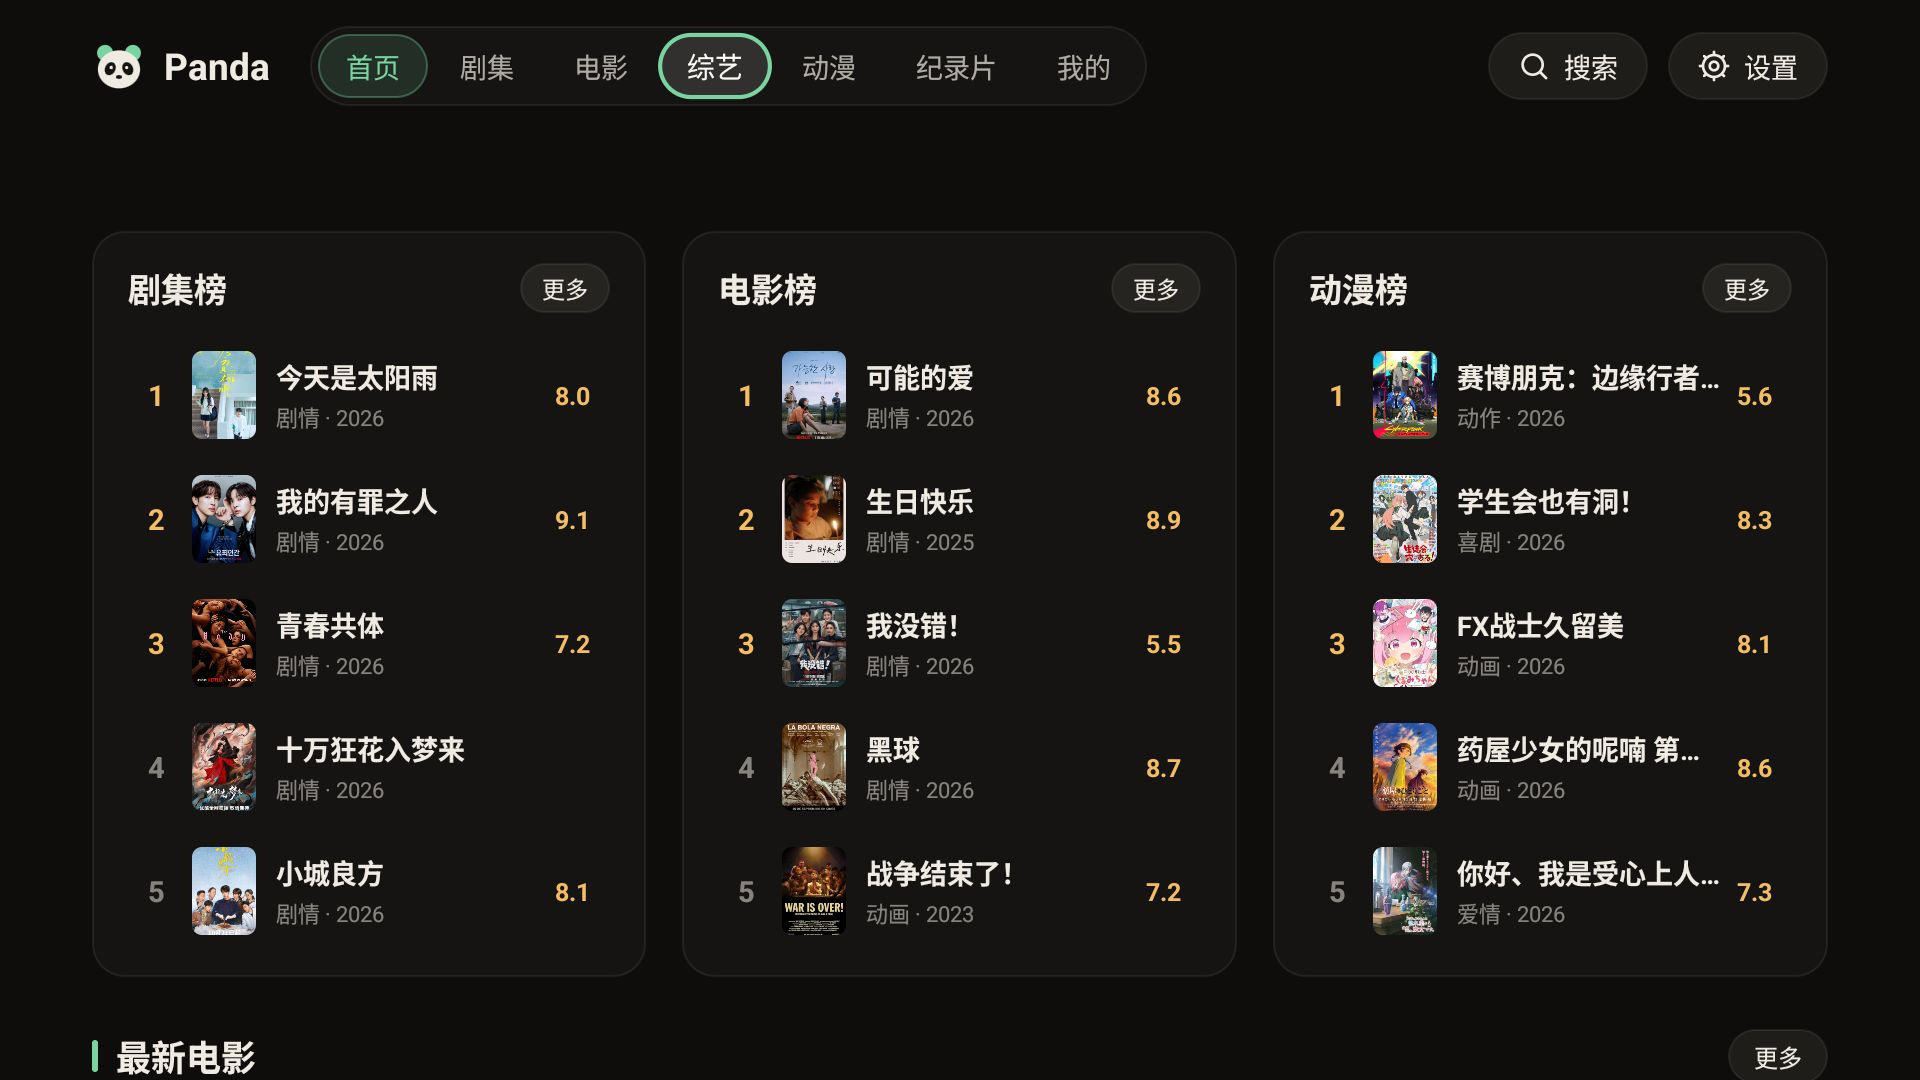 Panda
首页
剧集
电影
综艺
动漫
纪录片
我的
搜索
设置
剧集榜
更多
1
今天是太阳雨
剧情 · 2026
8.0
2
我的有罪之人
剧情 · 2026
9.1
3
青春共体
剧情 · 2026
7.2
4
十万狂花入梦来
剧情 · 2026
5
小城良方
剧情 · 2026
8.1
电影榜
更多
1
可能的爱
剧情 · 2026
8.6
2
生日快乐
剧情 · 2025
8.9
3
我没错!
我没错！
剧情 · 2026
5.5
4
LA BOLA NEGRA
黑球
剧情 · 2026
8.7
5
WAR IS OVER!
战争结束了！
动画 · 2023
7.2
动漫榜
更多
1
赛博朋克：边缘行者...
动作 · 2026
5.6
2
学生会也有洞！
喜剧 · 2026
8.3
3
FX战士久留美
动画 · 2026
8.1
4
药屋少女的呢喃 第...
动画 · 2026
8.6
5
你好、我是受心上人...
爱情 · 2026
7.3
最新电影
更多